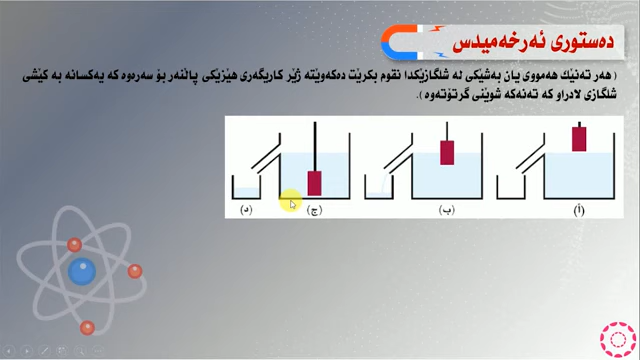 دەستوری ئەرخەمیدس
( هەر تەنێك هەمووی یان بەشێکی لە شلگازێکدا نقوم بکرێت دەکەوێتە ژێر کاریگەری هێزێکی پاڵنەر بۆ سەرەوە کە یەکسانە بە کێشی
شلگازی لادراو کە تەنەکە شوێنی گرتۆتەوە ).
(أ) (ب) (ج) (د)